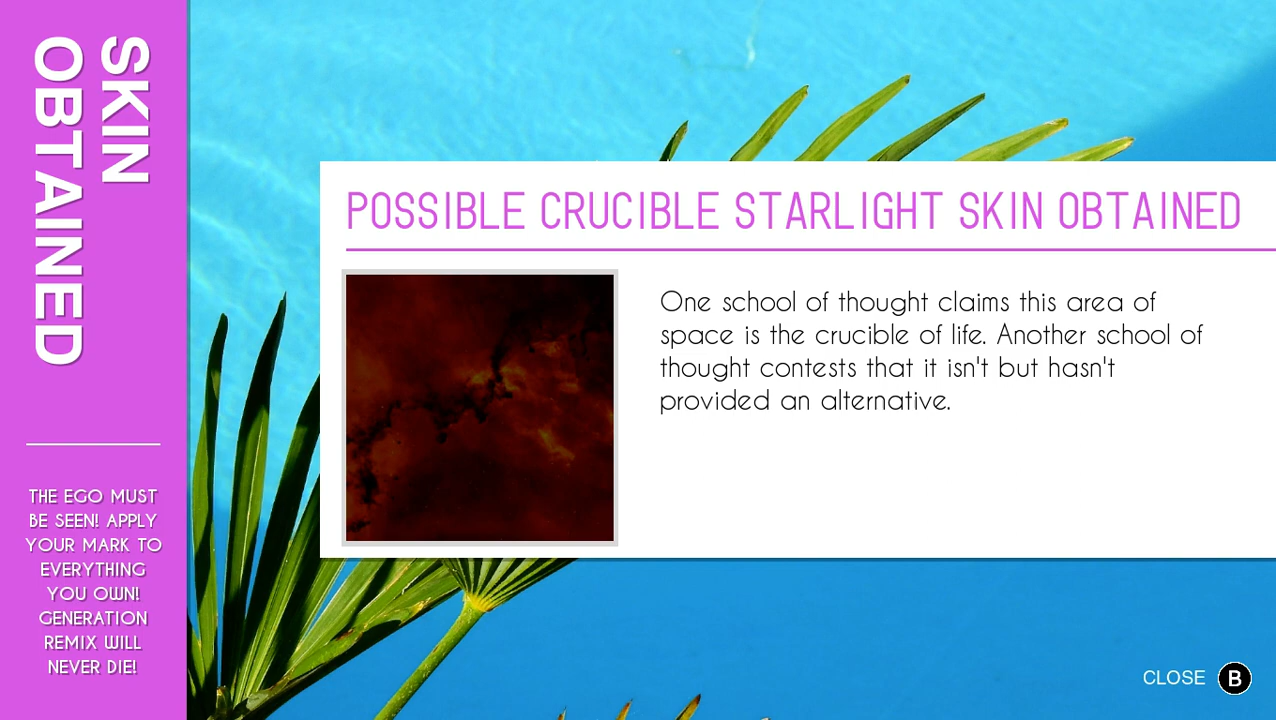 SKIN
OBTAINED
THE EGO MUST
BE SEEN! APPLY
YOUR MARK TO
EVERYTHING
YOU OWN!
GENERATION
REMIX WILL
NEVER DIE!
POSSIBLE CRUCIBLE STARLIGHT SKIN OBTAINED
One school of thought claims this area of
space is the crucible of life. Another school of
thought contests that it isn't but hasn't
provided an alternative.
CLOSE B